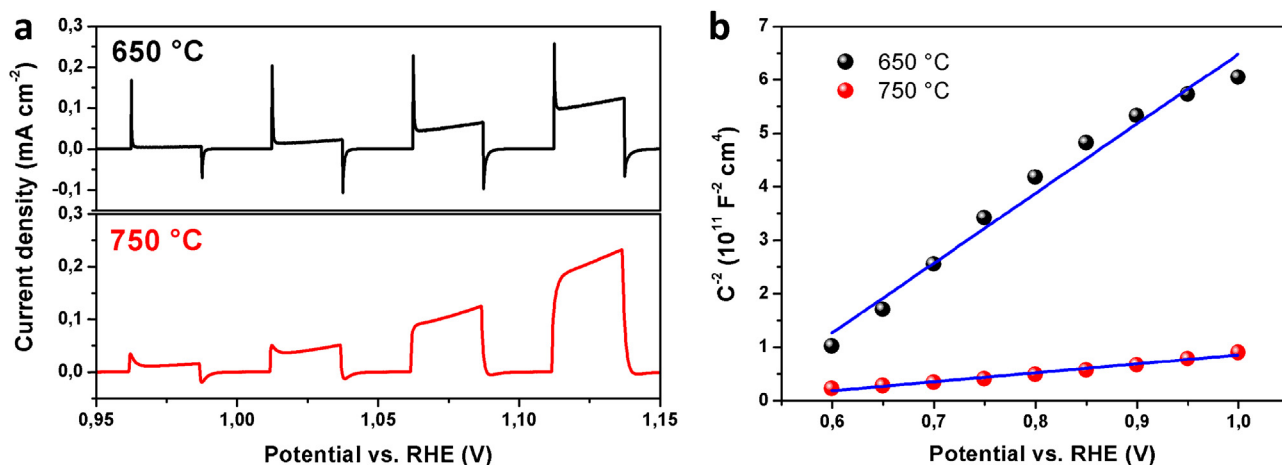 a
650 °C
0,3
0,2
0,1
0,0
-0,1
750 °C
0,3
0,2
0,1
0,0
0,95
1,00
1,05
1,10
1,15
Current density (mA cm⁻²)
Potential vs. RHE (V)
b
650 °C
750 °C
7
6
5
4
3
2
1
0
0,6
0,7
0,8
0,9
1,0
C⁻² (10¹¹ F⁻² cm⁴)
Potential vs. RHE (V)